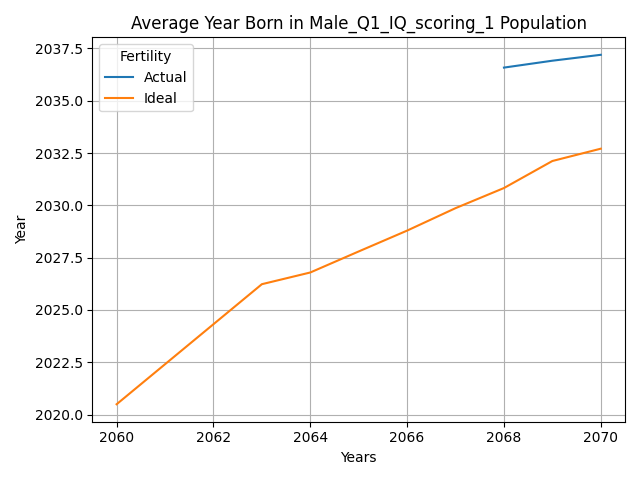 Average Year Born in Male_Q1_IQ_scoring_1 Population
Fertility
Actual
Ideal
2037.5
2035.0
2032.5
2030.0
2027.5
2025.0
2022.5
2020.0
Year
2060 2062 2064 2066 2068 2070
Years